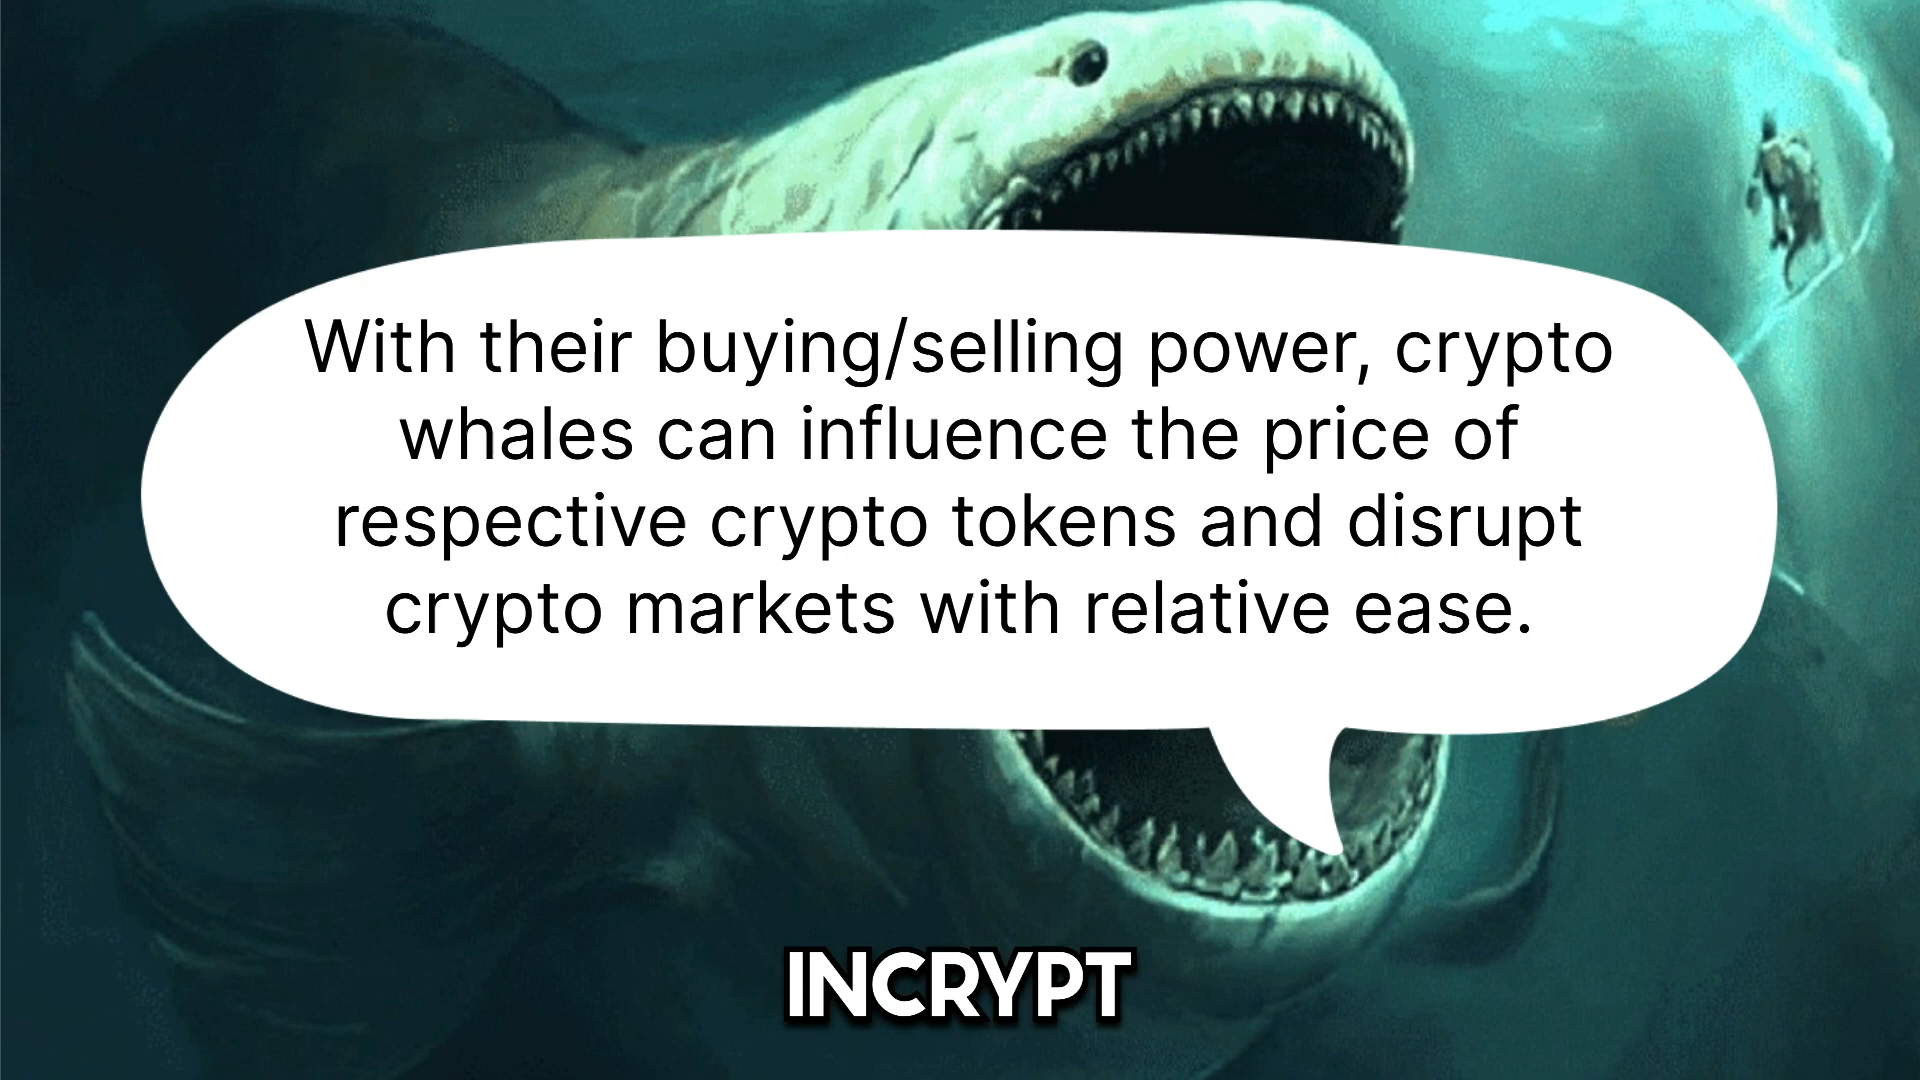 With their buying/selling power, crypto
whales can influence the price of
respective crypto tokens and disrupt
crypto markets with relative ease.
INCRYPT